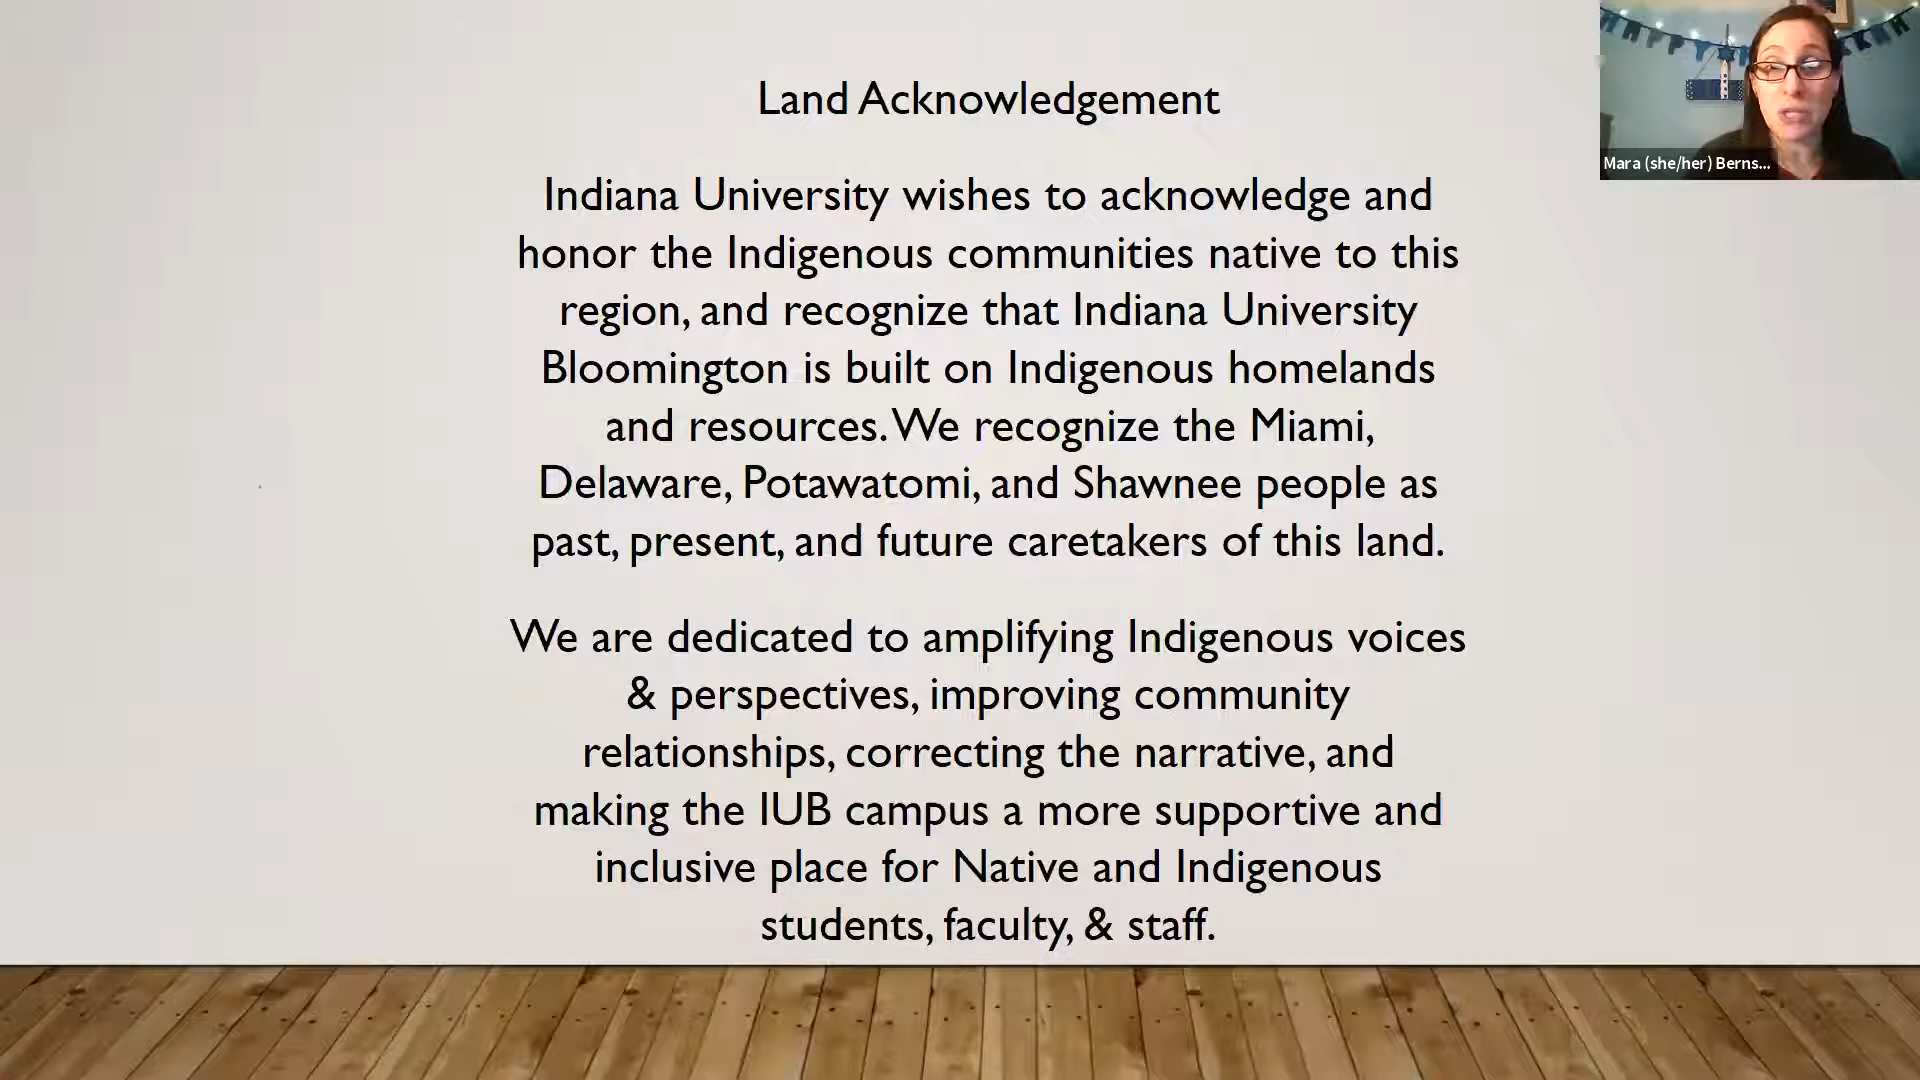 Land Acknowledgement
Indiana University wishes to acknowledge and
honor the Indigenous communities native to this
region, and recognize that Indiana University
Bloomington is built on Indigenous homelands
and resources. We recognize the Miami,
Delaware, Potawatomi, and Shawnee people as
past, present, and future caretakers of this land.
We are dedicated to amplifying Indigenous voices
& perspectives, improving community
relationships, correcting the narrative, and
making the IUB campus a more supportive and
inclusive place for Native and Indigenous
students, faculty, & staff.
Mara (she/her) Berns...